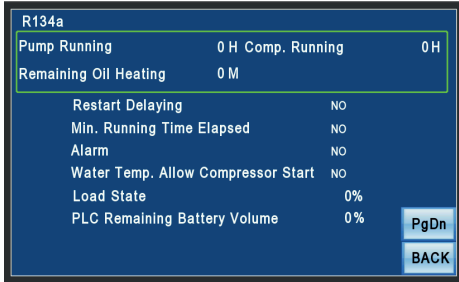 R134a
Pump Running 0 H Comp. Running 0 H
Remaining Oil Heating 0 M
Restart Delaying NO
Min. Running Time Elapsed NO
Alarm NO
Water Temp. Allow Compressor Start NO
Load State 0%
PLC Remaining Battery Volume 0%
PgDn
BACK